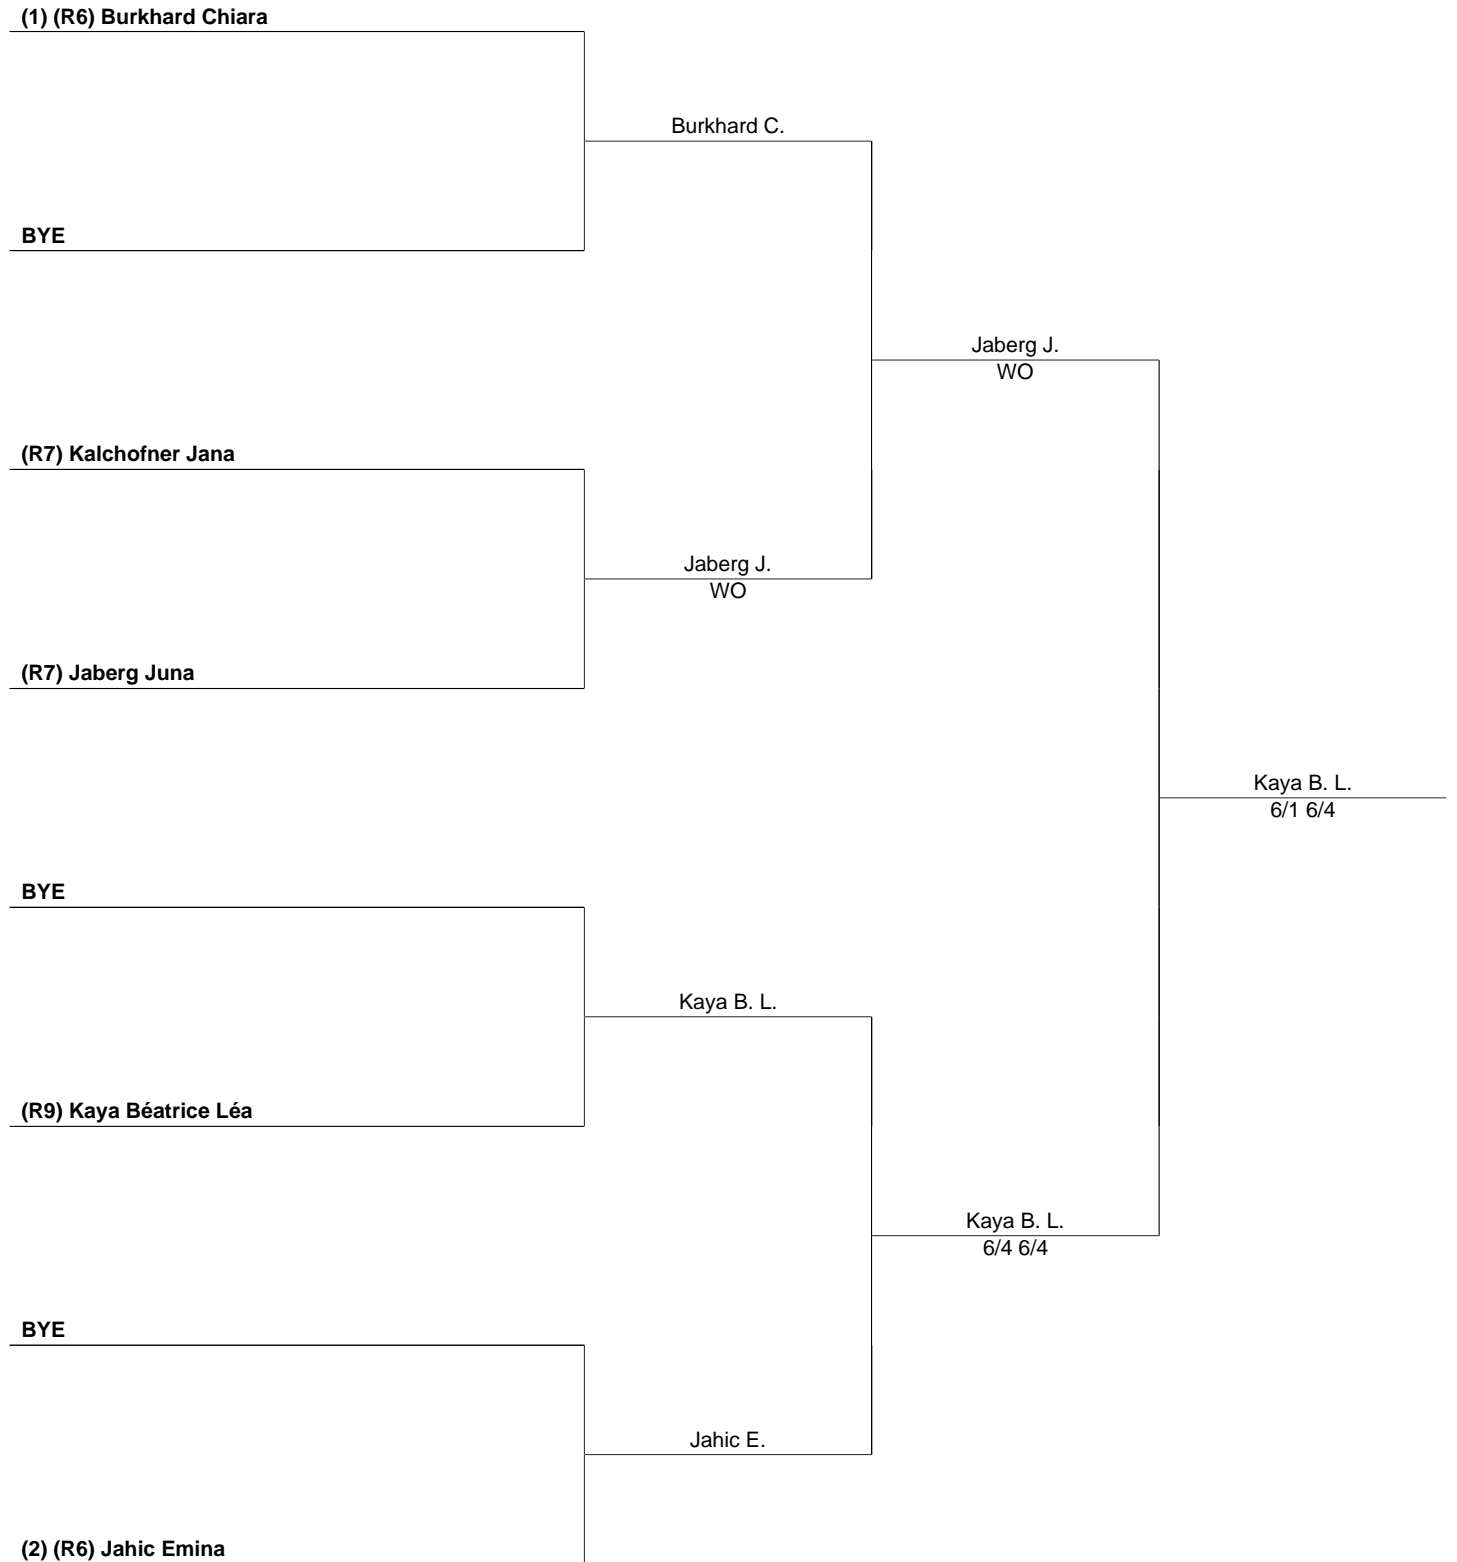 (1) (R6) Burkhard Chiara
Burkhard C.
BYE
Jaberg J.
WO
(R7) Kalchofner Jana
Jaberg J.
WO
(R7) Jaberg Juna
Kaya B. L.
6/1 6/4
BYE
Kaya B. L.
(R9) Kaya Béatrice Léa
Kaya B. L.
6/4 6/4
BYE
Jahic E.
(2) (R6) Jahic Emina